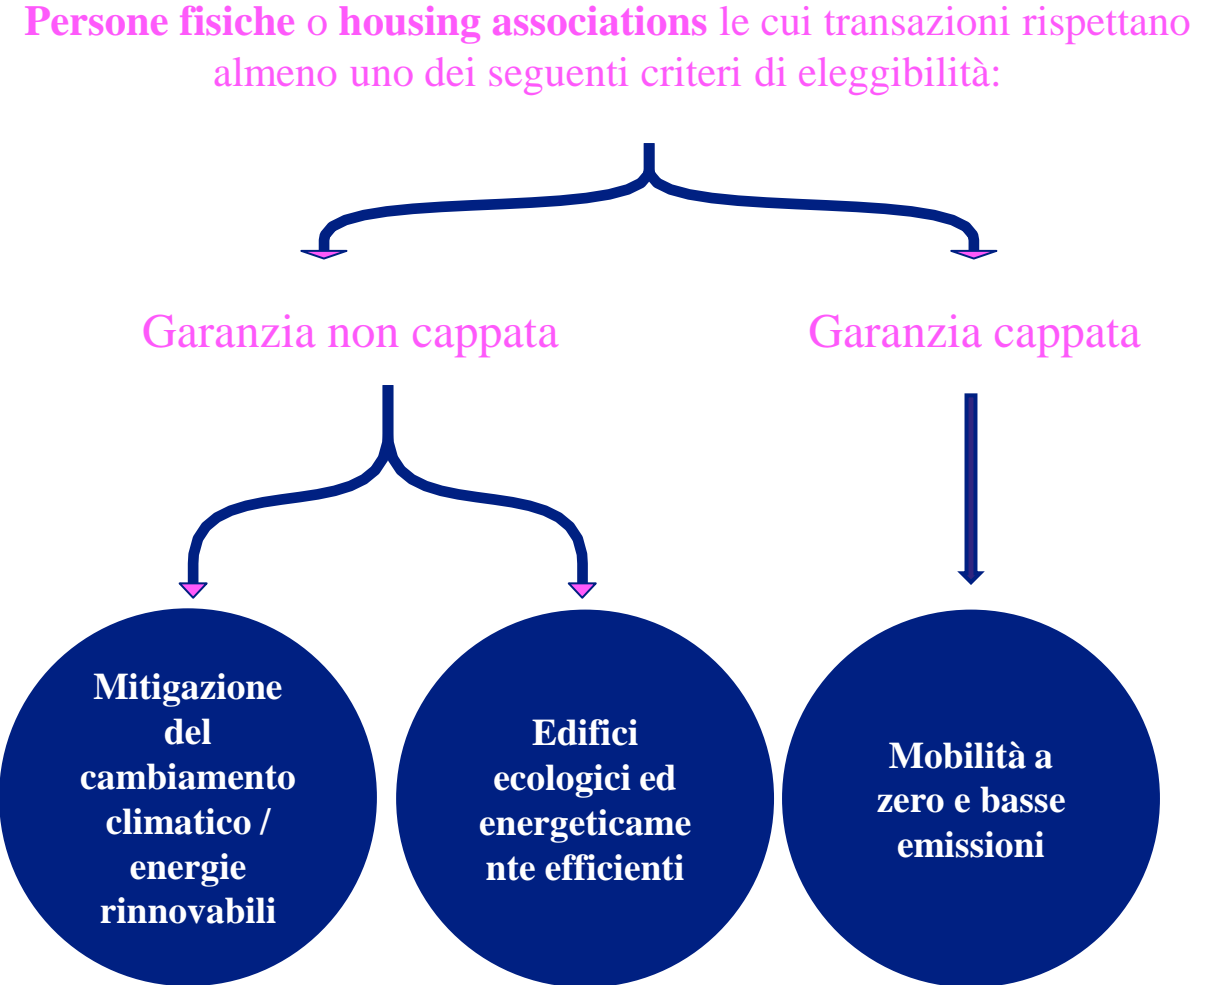 Persone fisiche o housing associations le cui transazioni rispettano
almeno uno dei seguenti criteri di eleggibilità:
Garanzia non cappata
Garanzia cappata
Mitigazione
del
cambiamento
climatico /
energie
rinnovabili
Edifici
ecologici ed
energeticame
nte efficienti
Mobilità a
zero e basse
emissioni